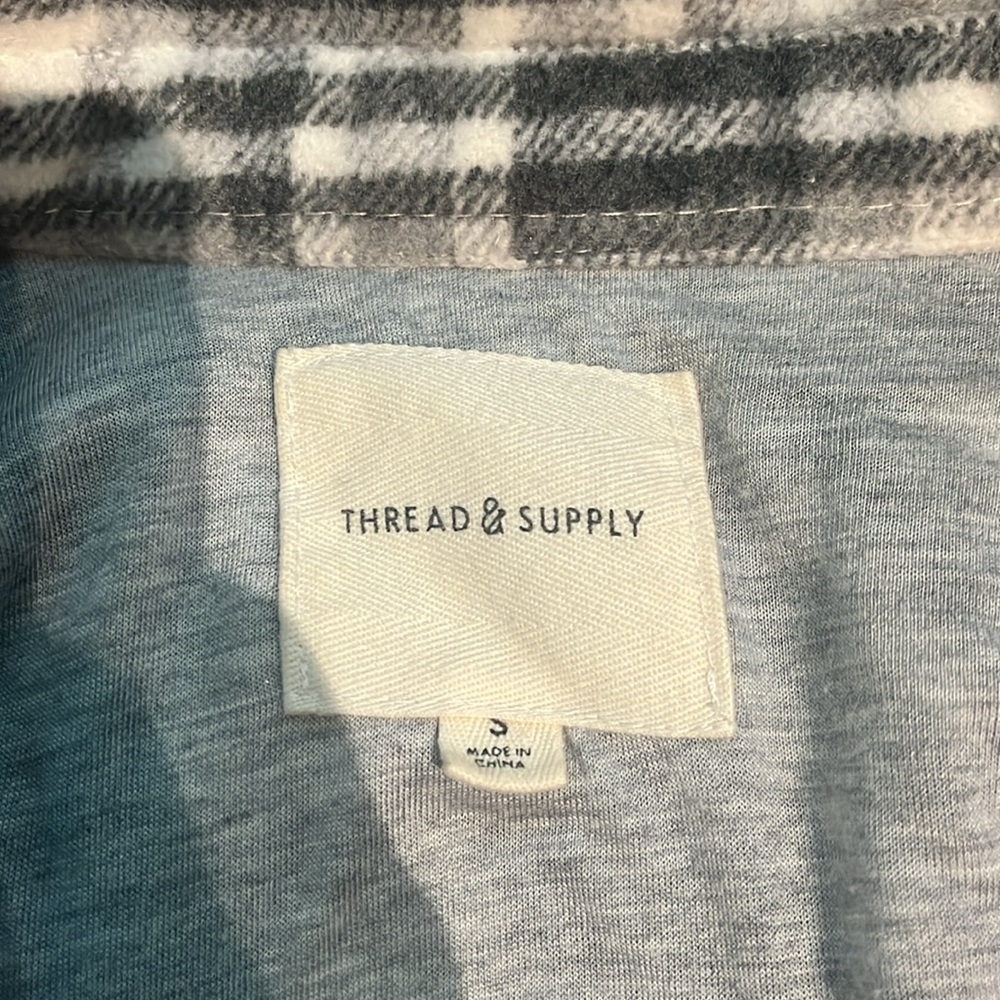 THREAD & SUPPLY
S
MADE IN
CHINA